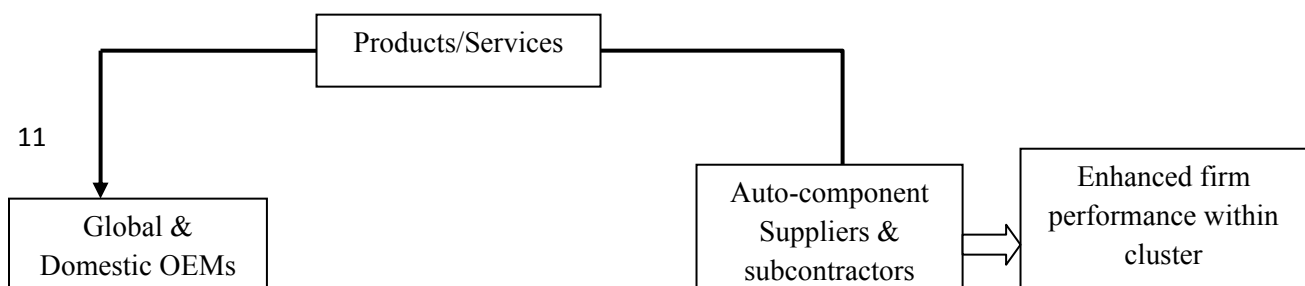 Products/Services
11
Global &
Domestic OEMs
Auto-component
Suppliers &
subcontractors
Enhanced firm
performance within
cluster